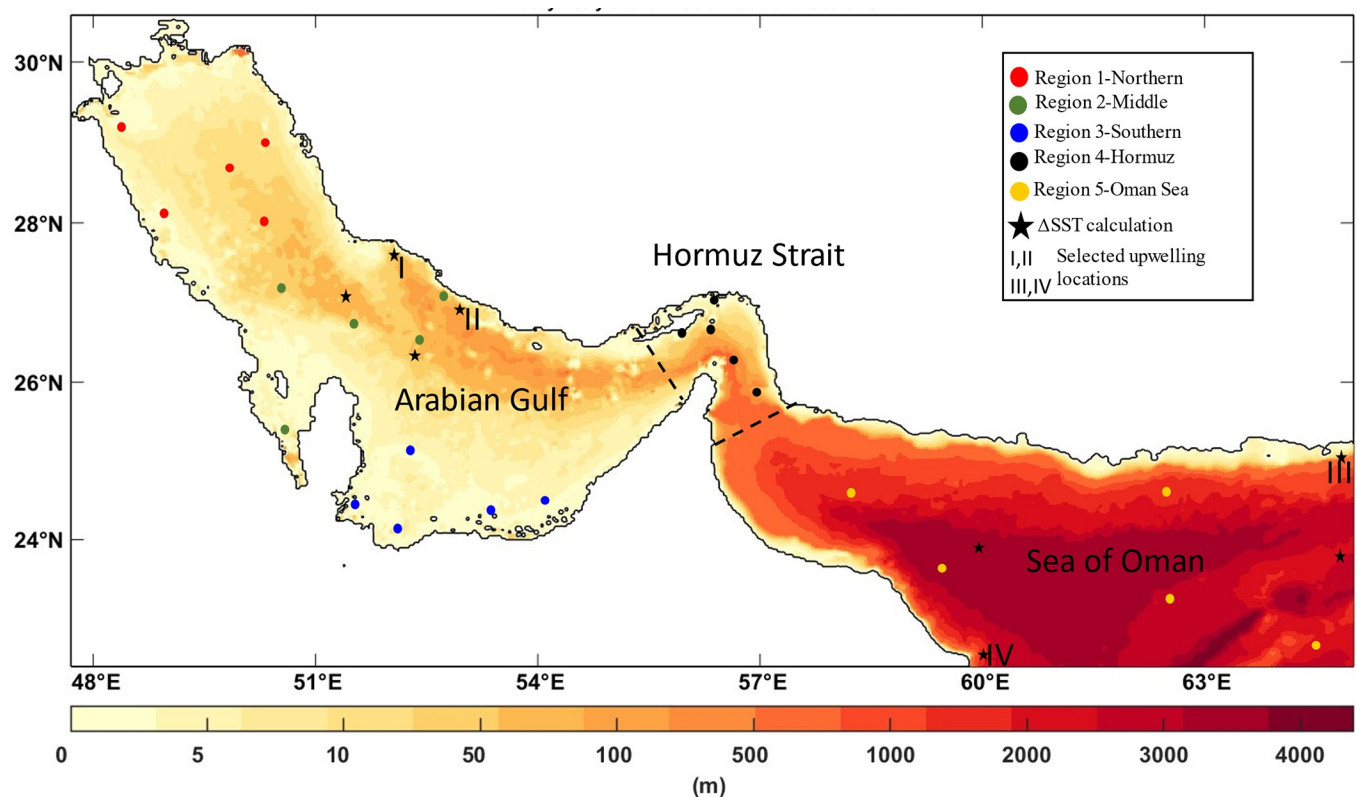 30°N
28°N
26°N
24°N
Region 1-Northern
Region 2-Middle
Region 3-Southern
Region 4-Hormuz
Region 5-Oman Sea
ΔSST calculation
I,II Selected upwelling
III,IV locations
Hormuz Strait
I
II
Arabian Gulf
III
Sea of Oman
IV
48°E 51°E 54°E 57°E 60°E 63°E
0 5 10 50 100 500 1000 2000 3000 4000
(m)